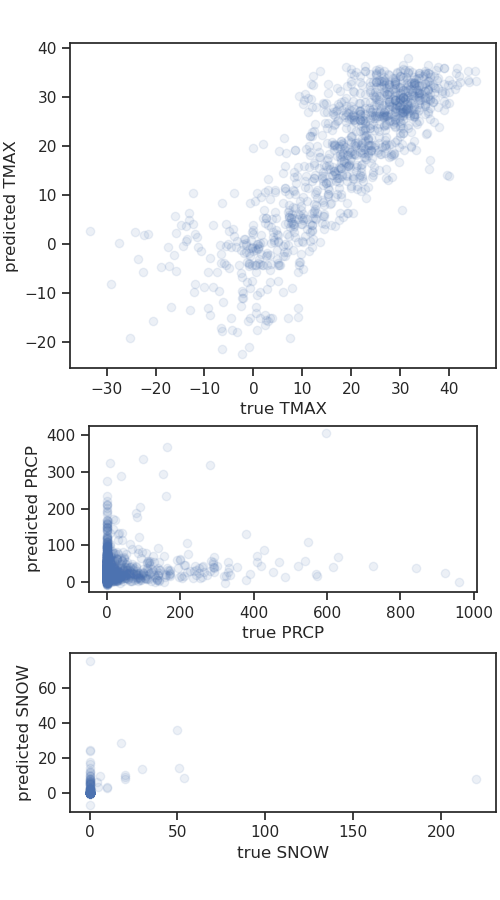 40
30
20
10
0
−10
−20
predicted TMAX
−30 −20 −10 0 10 20 30 40
true TMAX
400
300
200
100
0
predicted PRCP
0 200 400 600 800 1000
true PRCP
60
40
20
0
predicted SNOW
0 50 100 150 200
true SNOW